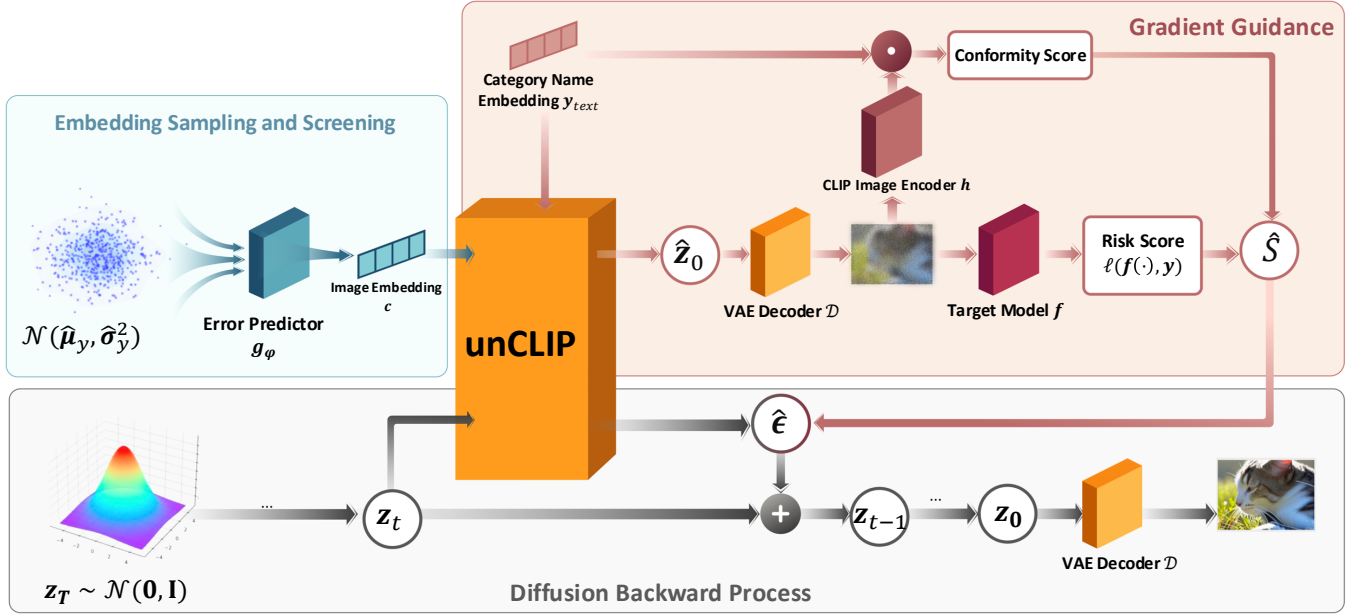 Gradient Guidance
Category Name
Embedding y_text
Conformity Score
CLIP Image Encoder h
Embedding Sampling and Screening
𝒩(μ̂_y, σ̂_y^2)
Error Predictor
g_φ
Image Embedding
c
unCLIP
ẑ_0
VAE Decoder 𝒟
Target Model f
Risk Score
ℓ(f(·), y)
Ŝ
ε̂
z_T ~ 𝒩(0, I)
...
z_t
+
z_{t−1}
...
z_0
VAE Decoder 𝒟
Diffusion Backward Process